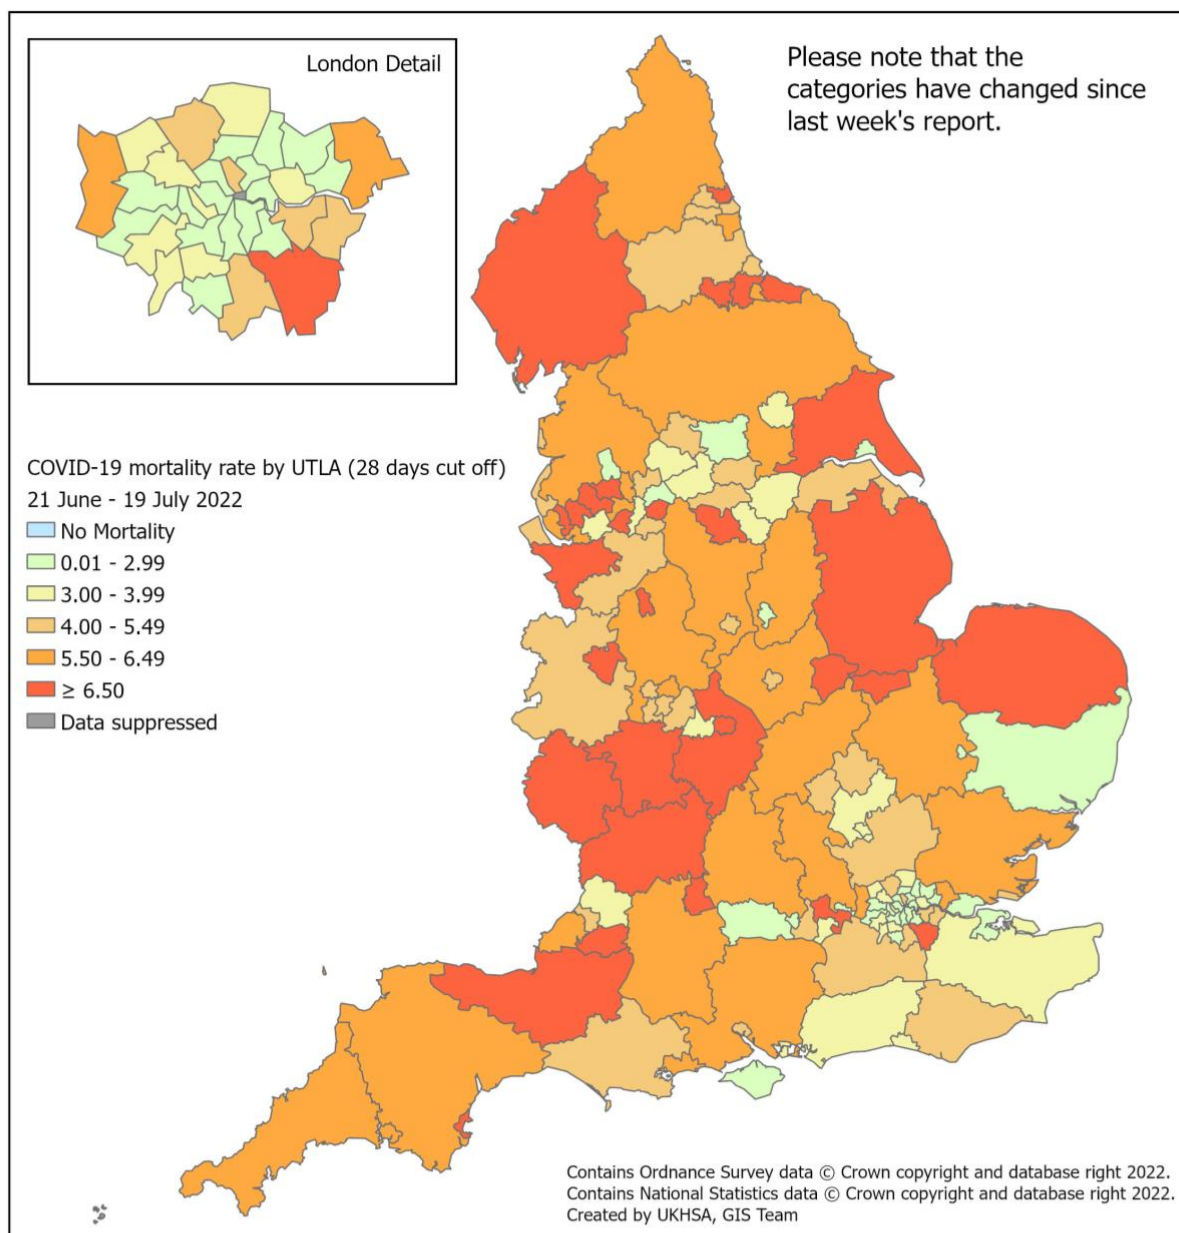 London Detail
Please note that the
categories have changed since
last week's report.
COVID-19 mortality rate by UTLA (28 days cut off)
21 June - 19 July 2022
No Mortality
0.01 - 2.99
3.00 - 3.99
4.00 - 5.49
5.50 - 6.49
≥ 6.50
Data suppressed
Contains Ordnance Survey data © Crown copyright and database right 2022.
Contains National Statistics data © Crown copyright and database right 2022.
Created by UKHSA, GIS Team